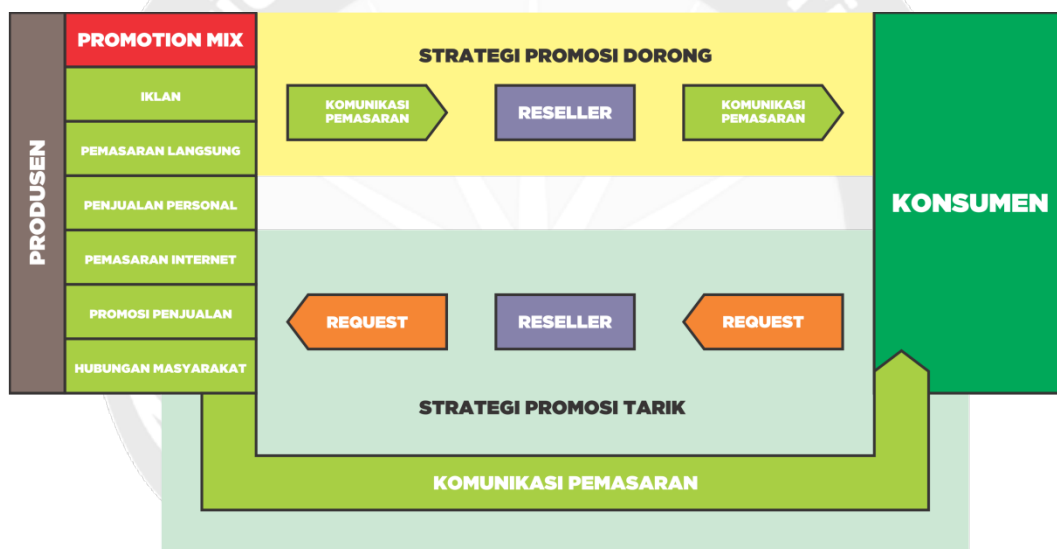 PRODUSEN
PROMOTION MIX
IKLAN
PEMASARAN LANGSUNG
PENJUALAN PERSONAL
PEMASARAN INTERNET
PROMOSI PENJUALAN
HUBUNGAN MASYARAKAT
STRATEGI PROMOSI DORONG
KOMUNIKASI
PEMASARAN
RESELLER
KOMUNIKASI
PEMASARAN
REQUEST
RESELLER
REQUEST
STRATEGI PROMOSI TARIK
KOMUNIKASI PEMASARAN
KONSUMEN